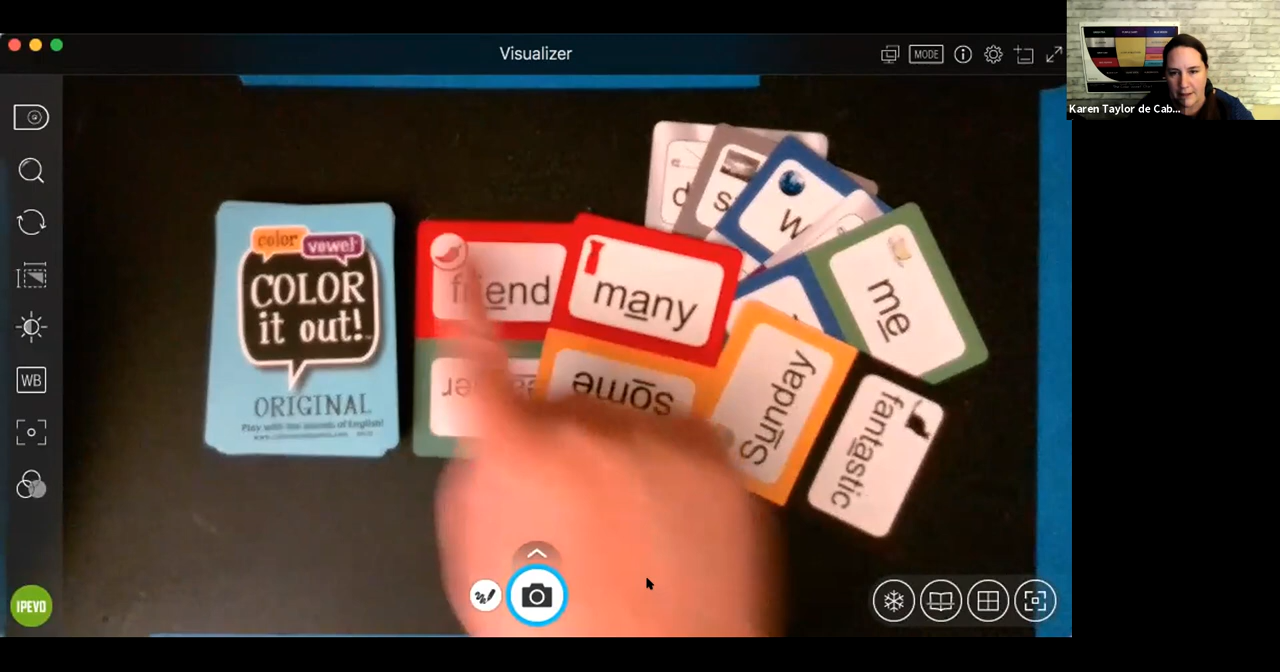 Visualizer
MODE
Karen Taylor de Cab...
WB
color
vowel
COLOR
it out!
ORIGINAL
Play with the sounds of English!
friend
many
me
some
Sunday
fantastic
IPEVO